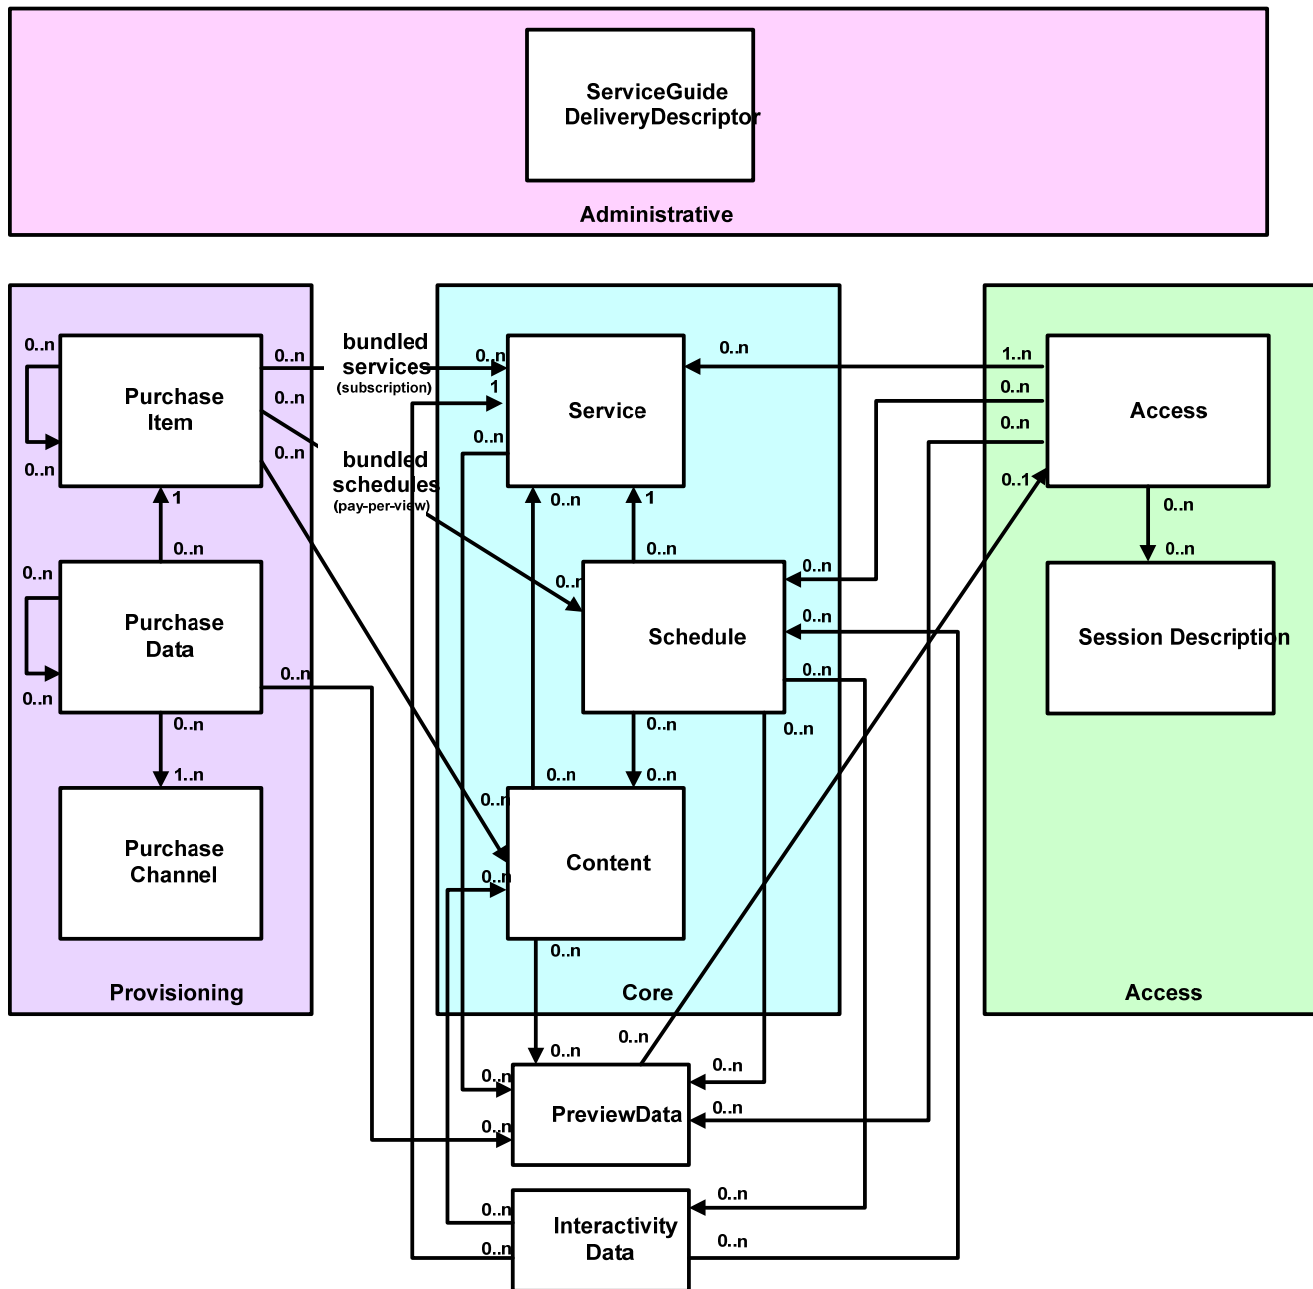 ServiceGuide
DeliveryDescriptor
Administrative
0..n
0..n
Purchase
Item
0..n
0..n
0..n
bundled
services
(subscription)
bundled
schedules
(pay-per-view)
1
0..n
0..n
0..n
Purchase
Data
0..n
0..n
1..n
Purchase
Channel
Provisioning
0..n
1
Service
0..n
0..n
0..n
1
0..n
0..n
Schedule
0..n
0..n
0..n
0..n
0..n
0..n
0..n
0..n
0..n
Content
0..n
Core
1..n
0..n
0..n
0..1
Access
0..n
0..n
Session Description
Access
0..n
0..n
0..n
0..n
0..n
0..n
PreviewData
0..n
0..n
0..n
0..n
Interactivity
Data